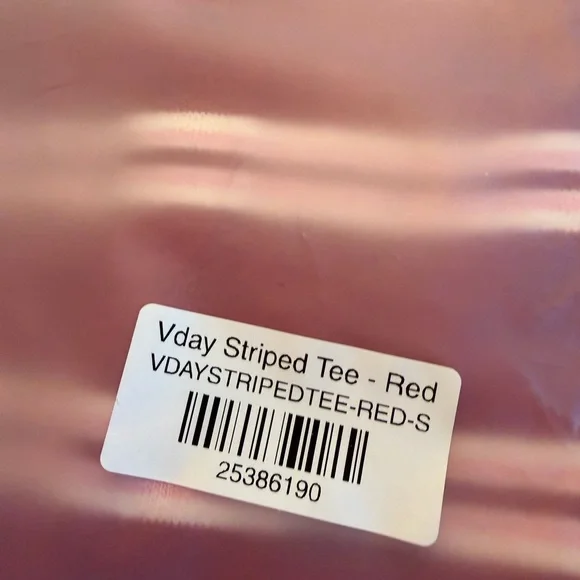 Vday Striped Tee - Red
VDAYSTRIPEDTEE-RED-S
25386190